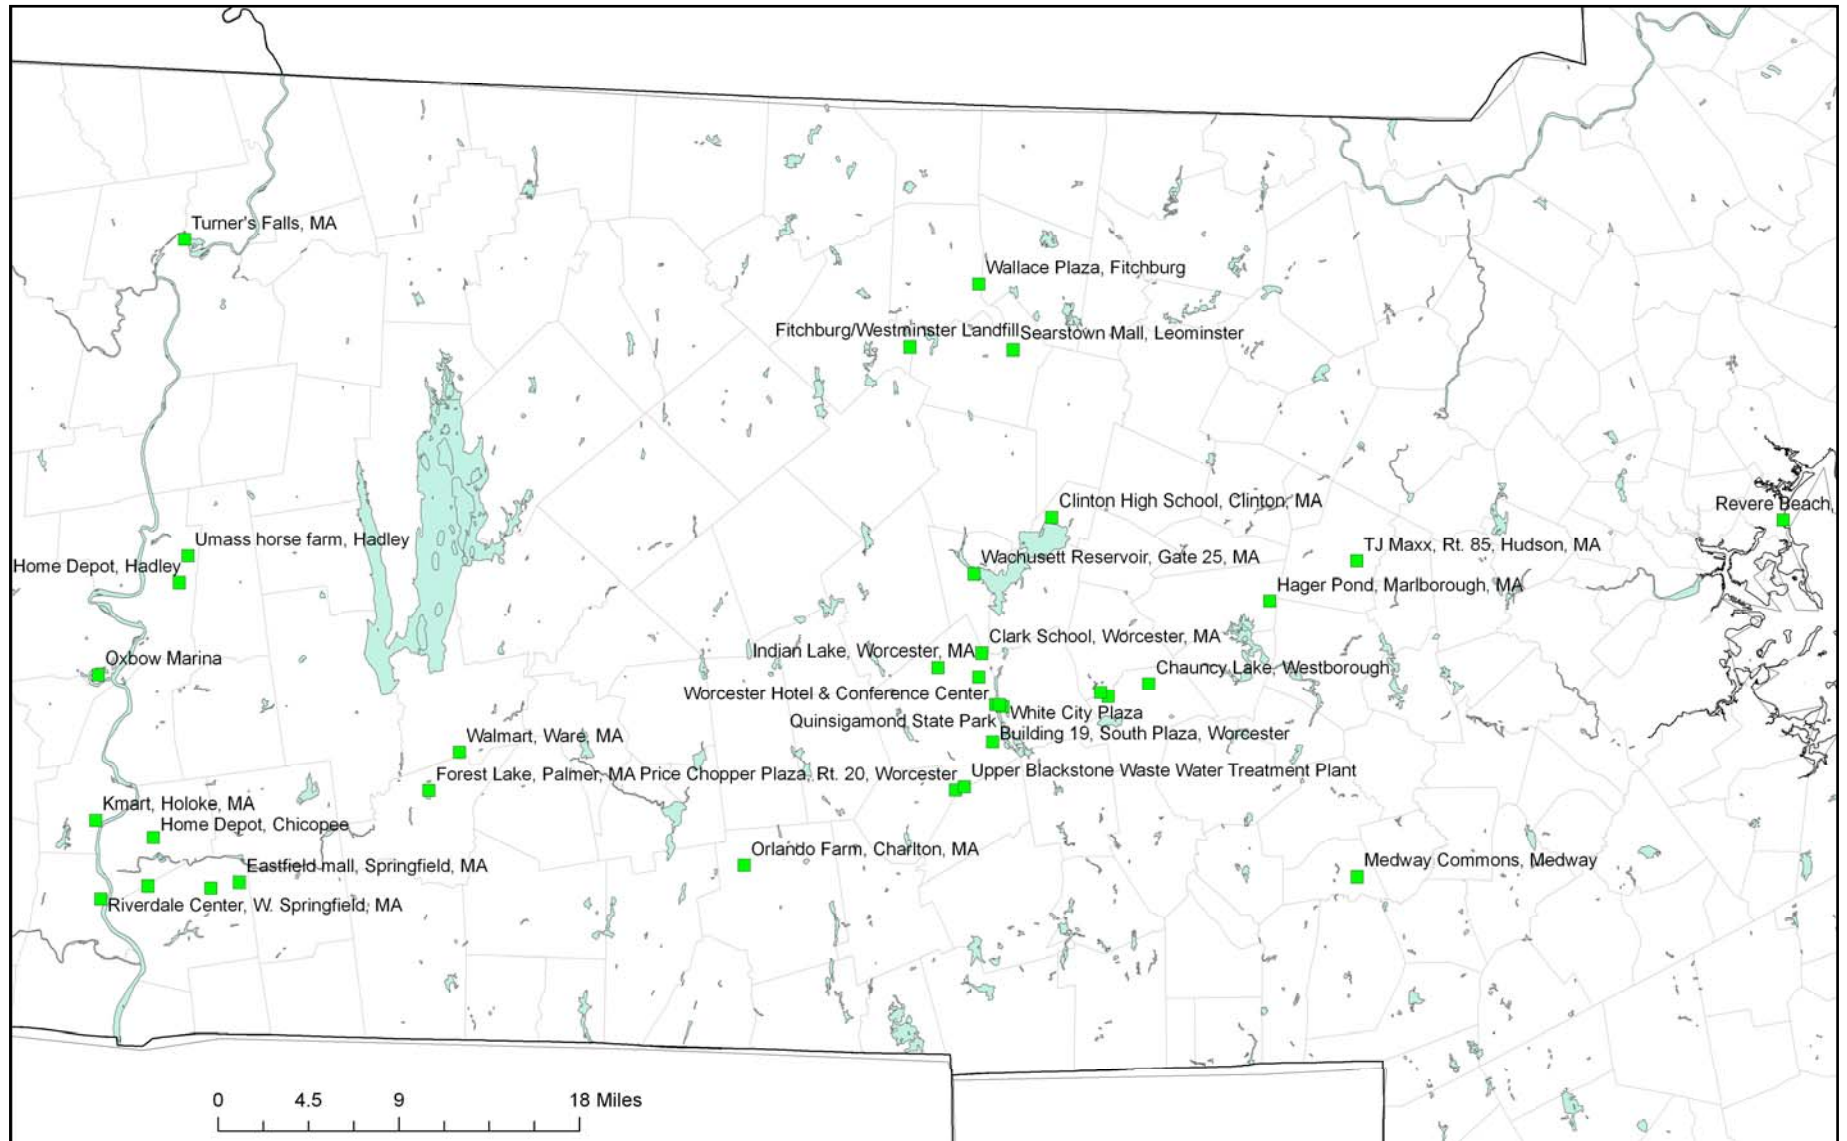 Turner's Falls, MA
Wallace Plaza, Fitchburg
Fitchburg/Westminster Landfill
Searstown Mall, Leominster
Clinton High School, Clinton, MA
Revere Beach,
Umass horse farm, Hadley
TJ Maxx, Rt. 85, Hudson, MA
Home Depot, Hadley
Wachusett Reservoir, Gate 25, MA
Hager Pond, Marlborough, MA
Clark School, Worcester, MA
Indian Lake, Worcester, MA
Oxbow Marina
Chauncy Lake, Westborough
Worcester Hotel & Conference Center
White City Plaza
Quinsigamond State Park
Building 19, South Plaza, Worcester
Walmart, Ware, MA
Forest Lake, Palmer, MA
Price Chopper Plaza, Rt. 20, Worcester
Upper Blackstone Waste Water Treatment Plant
Kmart, Holoke, MA
Home Depot, Chicopee
Orlando Farm, Charlton, MA
Medway Commons, Medway
Eastfield mall, Springfield, MA
Riverdale Center, W. Springfield, MA
0 4.5 9 18 Miles